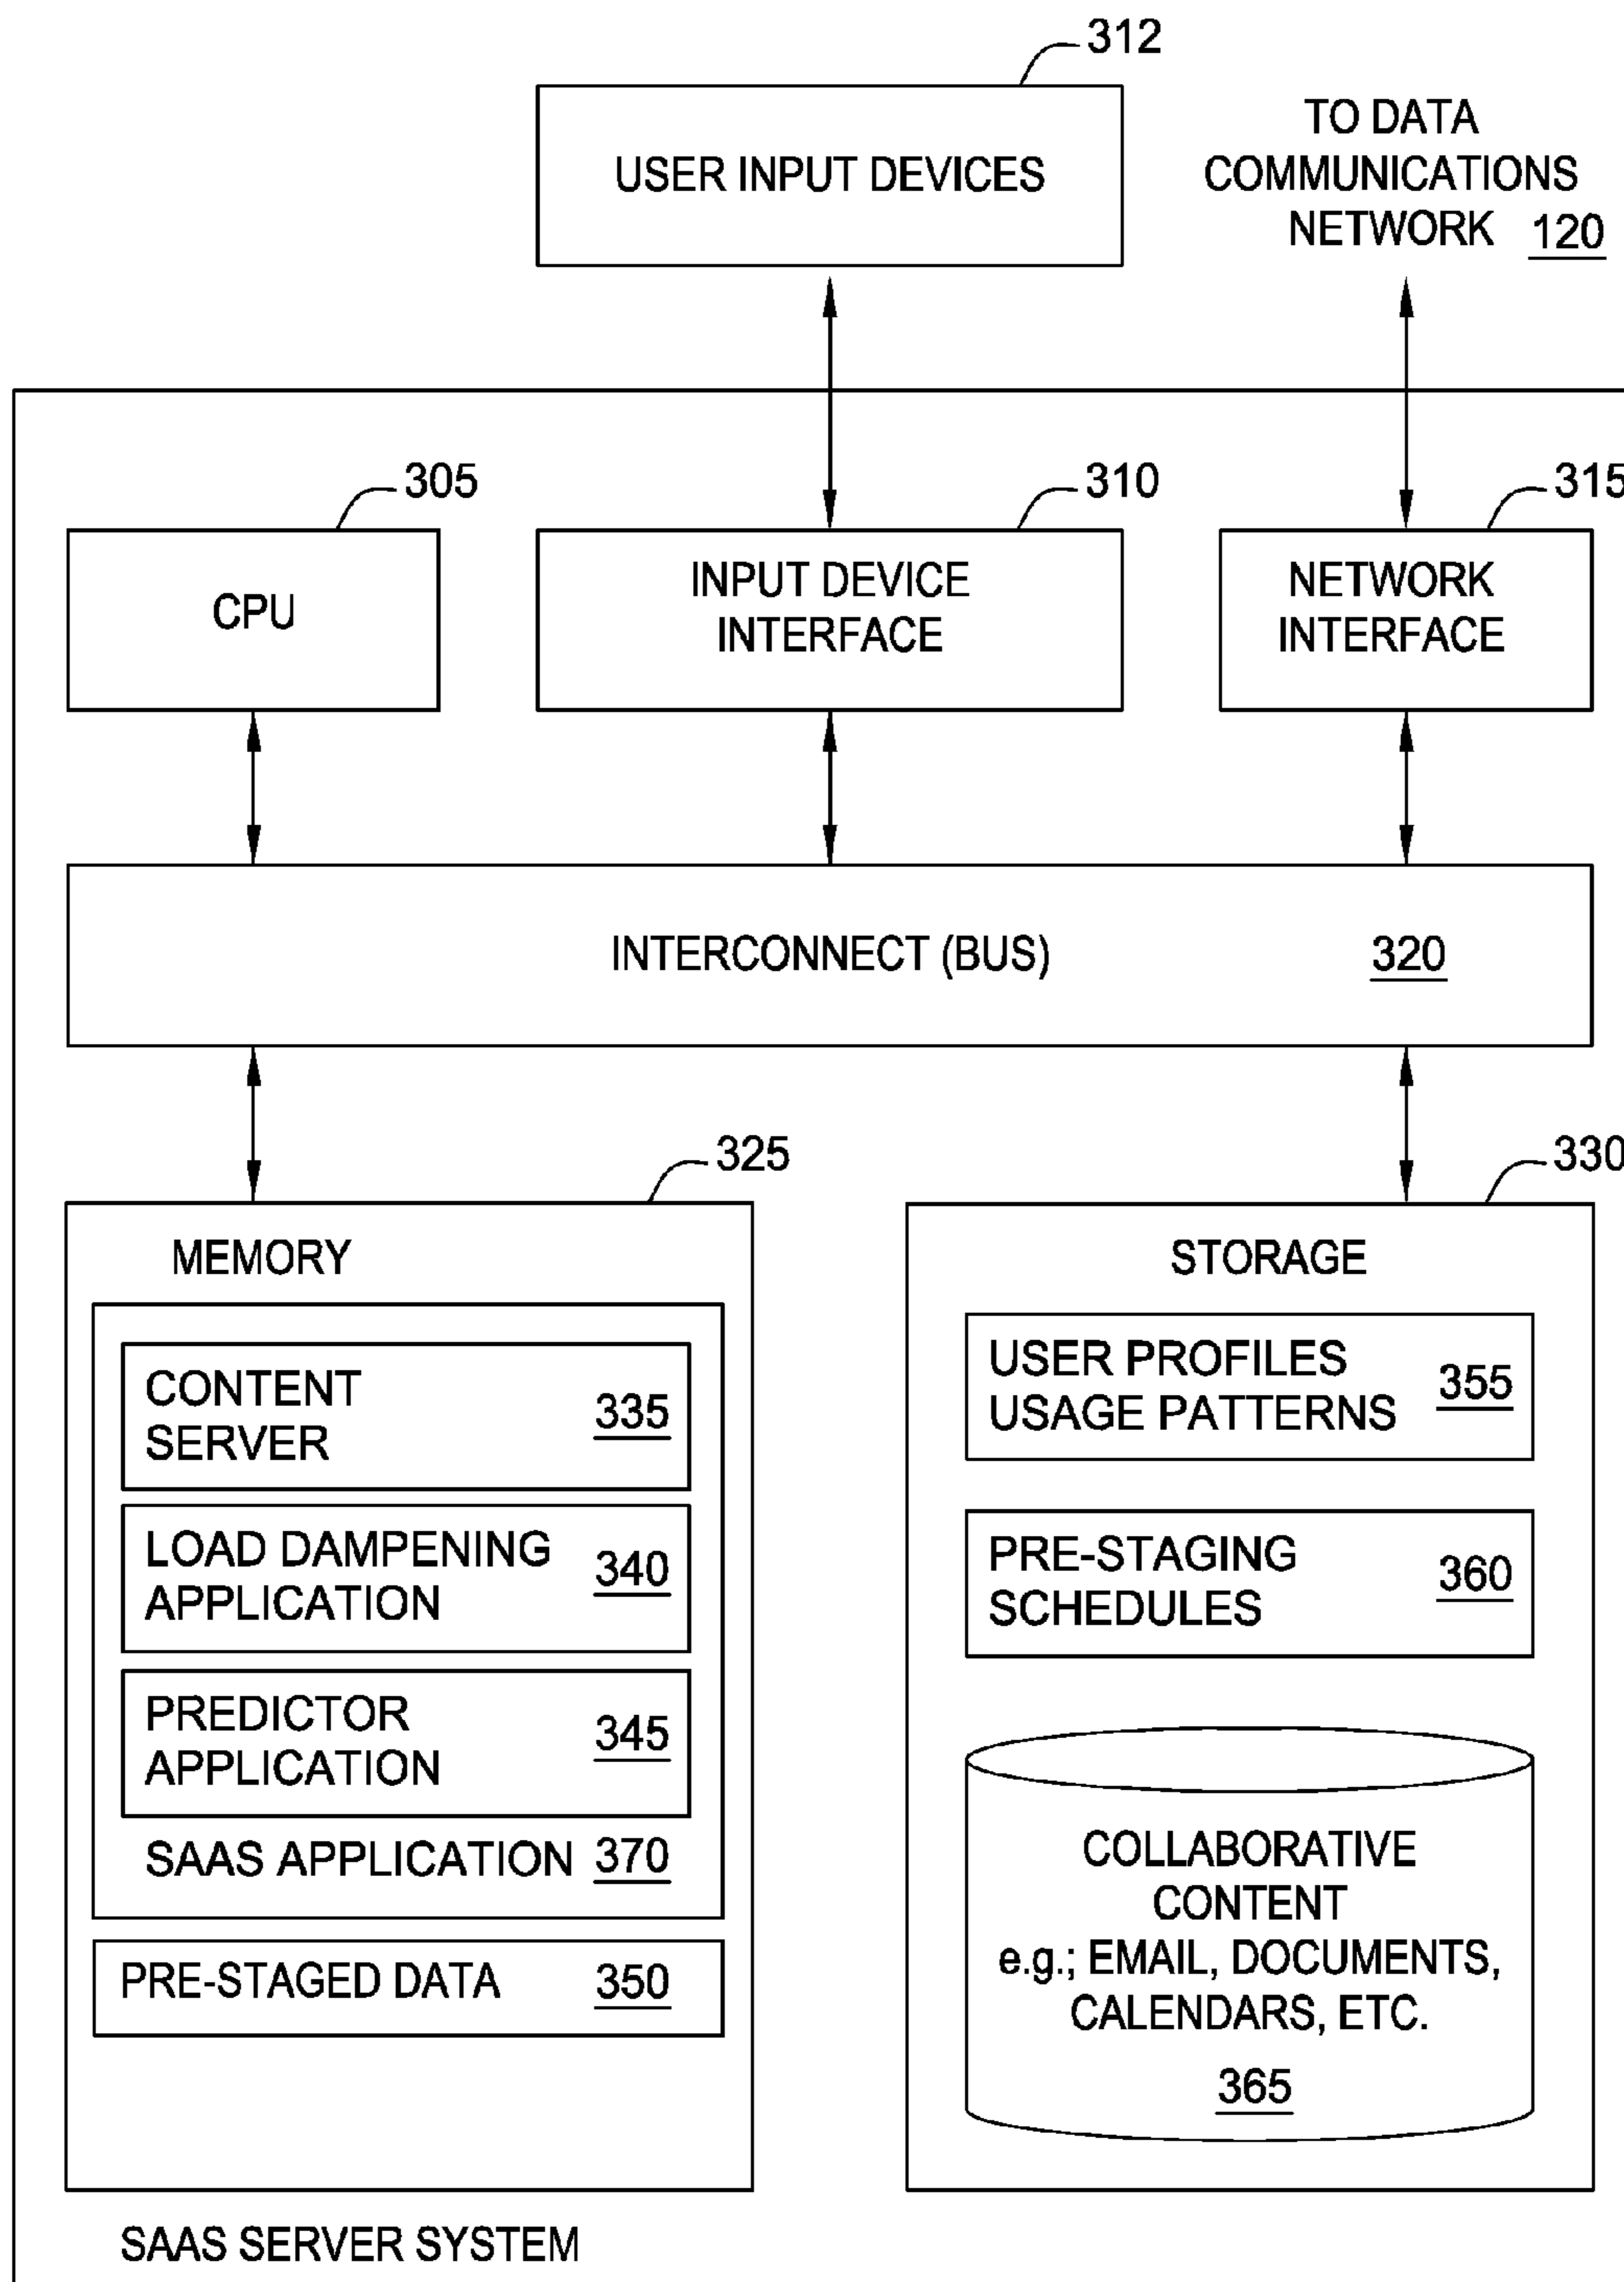 312
USER INPUT DEVICES
TO DATA
COMMUNICATIONS
NETWORK 120
305
310
315
CPU
INPUT DEVICE
INTERFACE
NETWORK
INTERFACE
INTERCONNECT (BUS) 320
325
330
MEMORY
CONTENT
SERVER 335
LOAD DAMPENING
APPLICATION 340
PREDICTOR
APPLICATION 345
SAAS APPLICATION 370
PRE-STAGED DATA 350
STORAGE
USER PROFILES
USAGE PATTERNS 355
PRE-STAGING
SCHEDULES 360
COLLABORATIVE
CONTENT
e.g.; EMAIL, DOCUMENTS,
CALENDARS, ETC.
365
SAAS SERVER SYSTEM